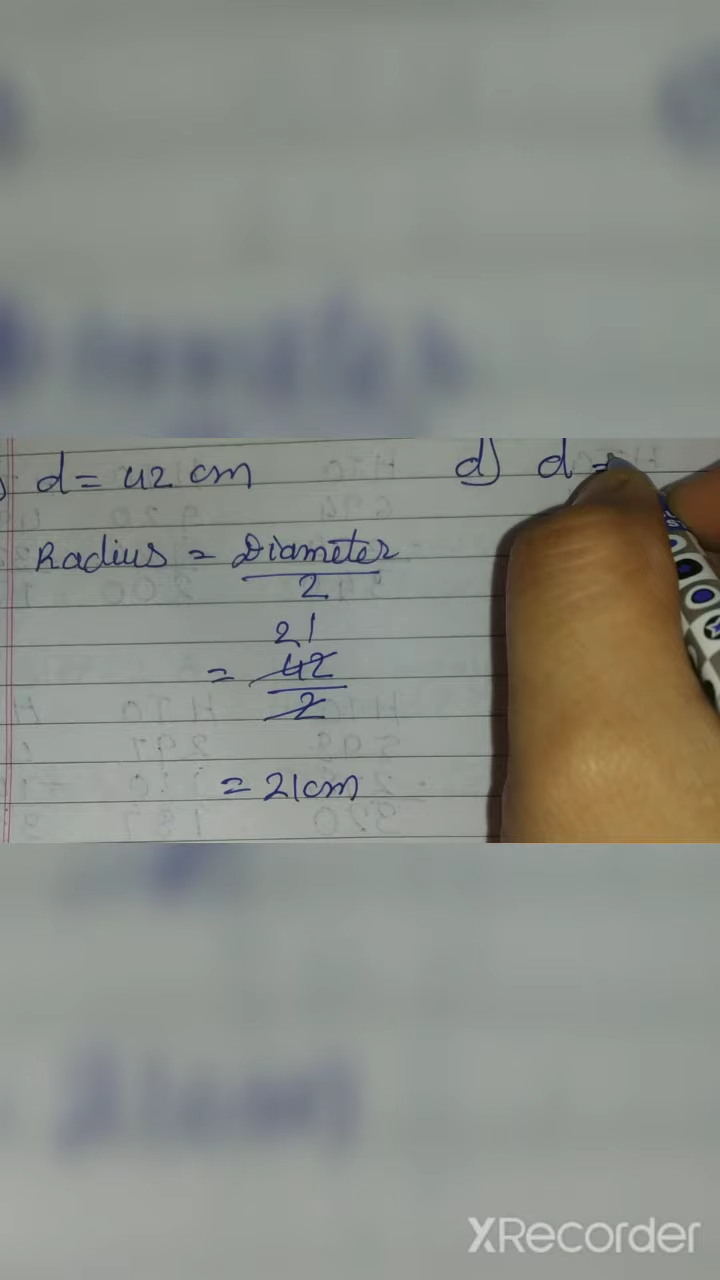 d = 42 cm
Radius = Diameter
2
21
= 42
2
= 21cm
d) d =
XRecorder